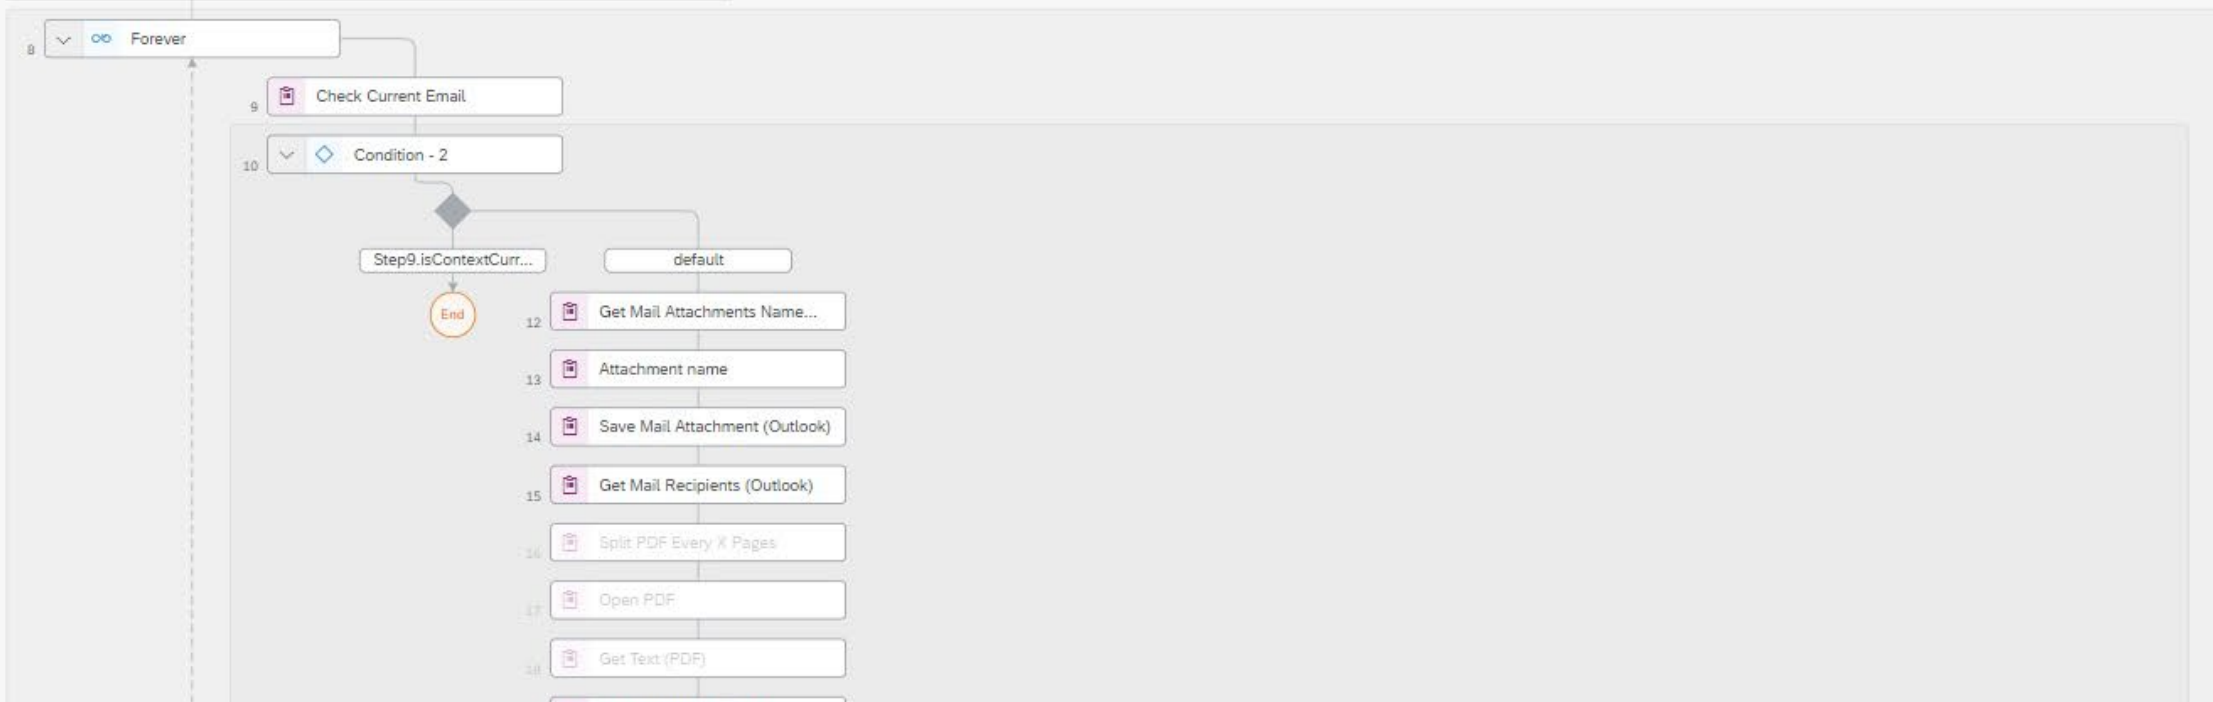 8
Forever
9
Check Current Email
10
Condition - 2
Step9.isContextCurr...
default
End
12
Get Mail Attachments Name...
13
Attachment name
14
Save Mail Attachment (Outlook)
15
Get Mail Recipients (Outlook)
16
Split PDF Every X Pages
17
Open PDF
18
Get Text (PDF)